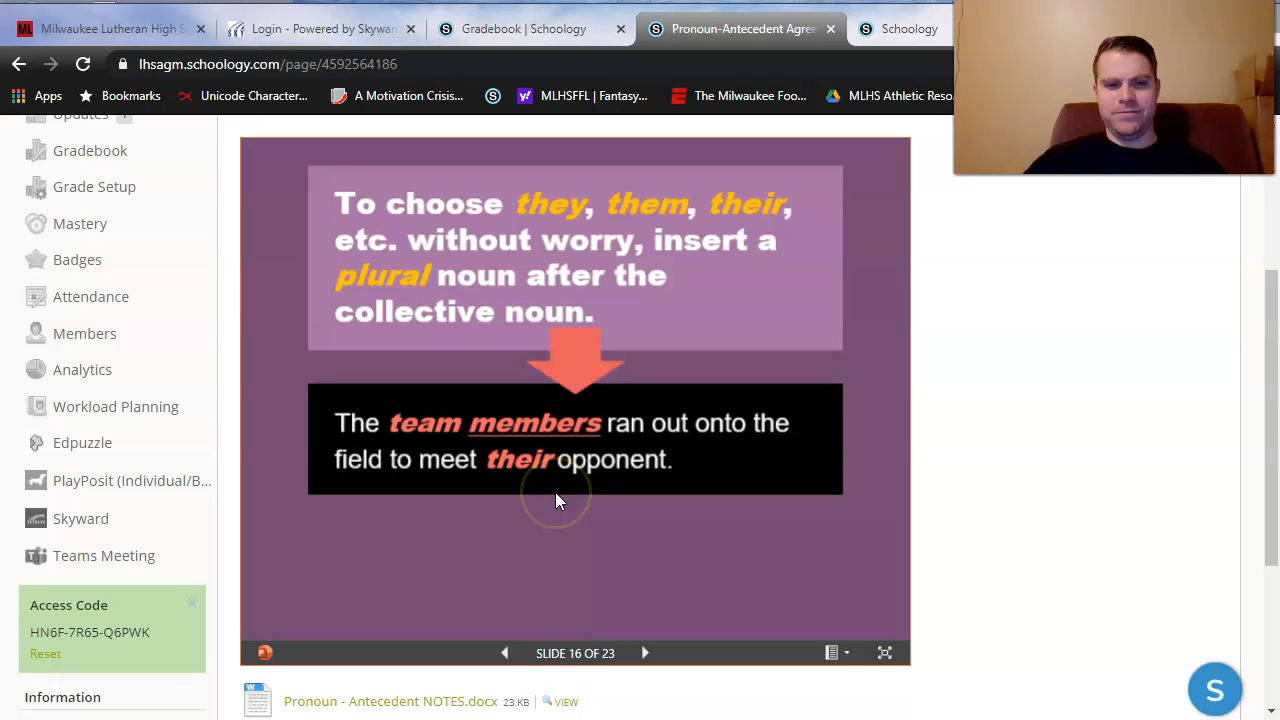 Milwaukee Lutheran High S
Login - Powered by Skywar
Gradebook | Schoology
Pronoun-Antecedent Agre
Schoology
lhsagm.schoology.com/page/4592564186
Apps
Bookmarks
Unicode Character...
A Motivation Crisis...
MLHSFFL | Fantasy...
The Milwaukee Foo...
MLHS Athletic Reso
Updates
Gradebook
Grade Setup
Mastery
Badges
Attendance
Members
Analytics
Workload Planning
Edpuzzle
PlayPosit (Individual/B...
Skyward
Teams Meeting
Access Code
HN6F-7R65-Q6PWK
Reset
Information
To choose they, them, their,
etc. without worry, insert a
plural noun after the
collective noun.
The team members ran out onto the
field to meet their opponent.
SLIDE 16 OF 23
Pronoun - Antecedent NOTES.docx 23 KB VIEW
S